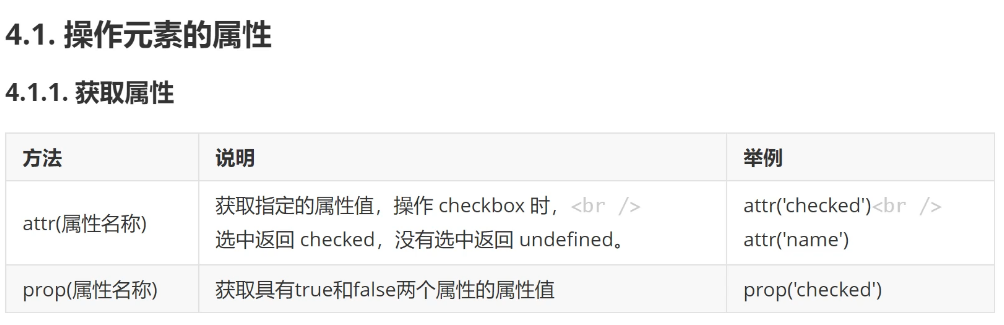 4.1. 操作元素的属性
4.1.1. 获取属性
方法 说明 举例
attr(属性名称) 获取指定的属性值，操作 checkbox 时，<br />
选中返回 checked，没有选中返回 undefined。 attr('checked')<br />
attr('name')
prop(属性名称) 获取具有true和false两个属性的属性值 prop('checked')